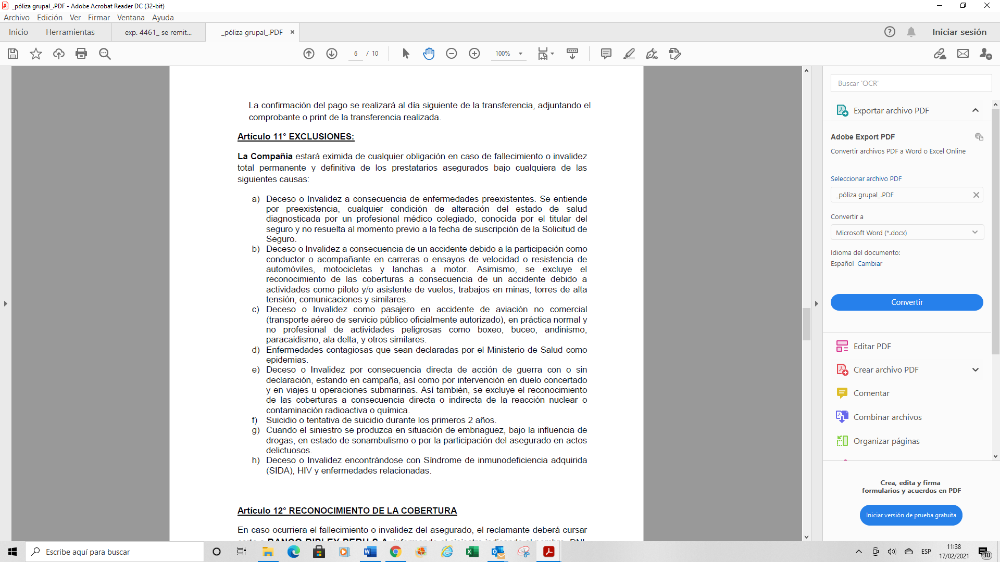 _póliza grupal_.PDF - Adobe Acrobat Reader DC (32-bit)
Archivo Edición Ver Firmar Ventana Ayuda
Inicio Herramientas exp. 4461_ se remit... _póliza grupal_.PDF × Iniciar sesión
6 / 10 100%
La confirmación del pago se realizará al día siguiente de la transferencia, adjuntando el
comprobante o print de la transferencia realizada.
Artículo 11° EXCLUSIONES:
La Compañía estará eximida de cualquier obligación en caso de fallecimiento o invalidez
total permanente y definitiva de los prestatarios asegurados bajo cualquiera de las
siguientes causas:
a) Deceso o Invalidez a consecuencia de enfermedades preexistentes. Se entiende
por preexistencia, cualquier condición de alteración del estado de salud
diagnosticada por un profesional médico colegiado, conocida por el titular del
seguro y no resuelta al momento previo a la fecha de suscripción de la Solicitud de
Seguro.
b) Deceso o Invalidez a consecuencia de un accidente debido a la participación como
conductor o acompañante en carreras o ensayos de velocidad o resistencia de
automóviles, motocicletas y lanchas a motor. Asimismo, se excluye el
reconocimiento de las coberturas a consecuencia de un accidente debido a
actividades como piloto y/o asistente de vuelos, trabajos en minas, torres de alta
tensión, comunicaciones y similares.
c) Deceso o Invalidez como pasajero en accidente de aviación no comercial
(transporte aéreo de servicio público oficialmente autorizado), en práctica normal y
no profesional de actividades peligrosas como boxeo, buceo, andinismo,
paracaidismo, ala delta, y otros similares.
d) Enfermedades contagiosas que sean declaradas por el Ministerio de Salud como
epidemias.
e) Deceso o Invalidez por consecuencia directa de acción de guerra con o sin
declaración, estando en campaña, así como por intervención en duelo concertado
y en viajes u operaciones submarinas. Así también, se excluye el reconocimiento
de las coberturas a consecuencia directa o indirecta de la reacción nuclear o
contaminación radioactiva o química.
f) Suicidio o tentativa de suicidio durante los primeros 2 años.
g) Cuando el siniestro se produzca en situación de embriaguez, bajo la influencia de
drogas, en estado de sonambulismo o por la participación del asegurado en actos
delictuosos.
h) Deceso o Invalidez encontrándose con Síndrome de inmunodeficiencia adquirida
(SIDA), HIV y enfermedades relacionadas.
Artículo 12° RECONOCIMIENTO DE LA COBERTURA
En caso ocurriera el fallecimiento o invalidez del asegurado, el reclamante deberá cursar
carta a BANCO RIPLEY PERU S.A. informando el siniestro indicando el nombre, DNI,
Buscar 'OCR'
Exportar archivo PDF
Adobe Export PDF
Convertir archivos PDF a Word o Excel Online
Seleccionar archivo PDF
_póliza grupal_.PDF
Convertir a
Microsoft Word (*.docx)
Idioma del documento:
Español Cambiar
Convertir
Editar PDF
Crear archivo PDF
Comentar
Combinar archivos
Organizar páginas
Crea, edita y firma
formularios y acuerdos en PDF
Iniciar versión de prueba gratuita
Escribe aquí para buscar
ESP
11:38
17/02/2021
30